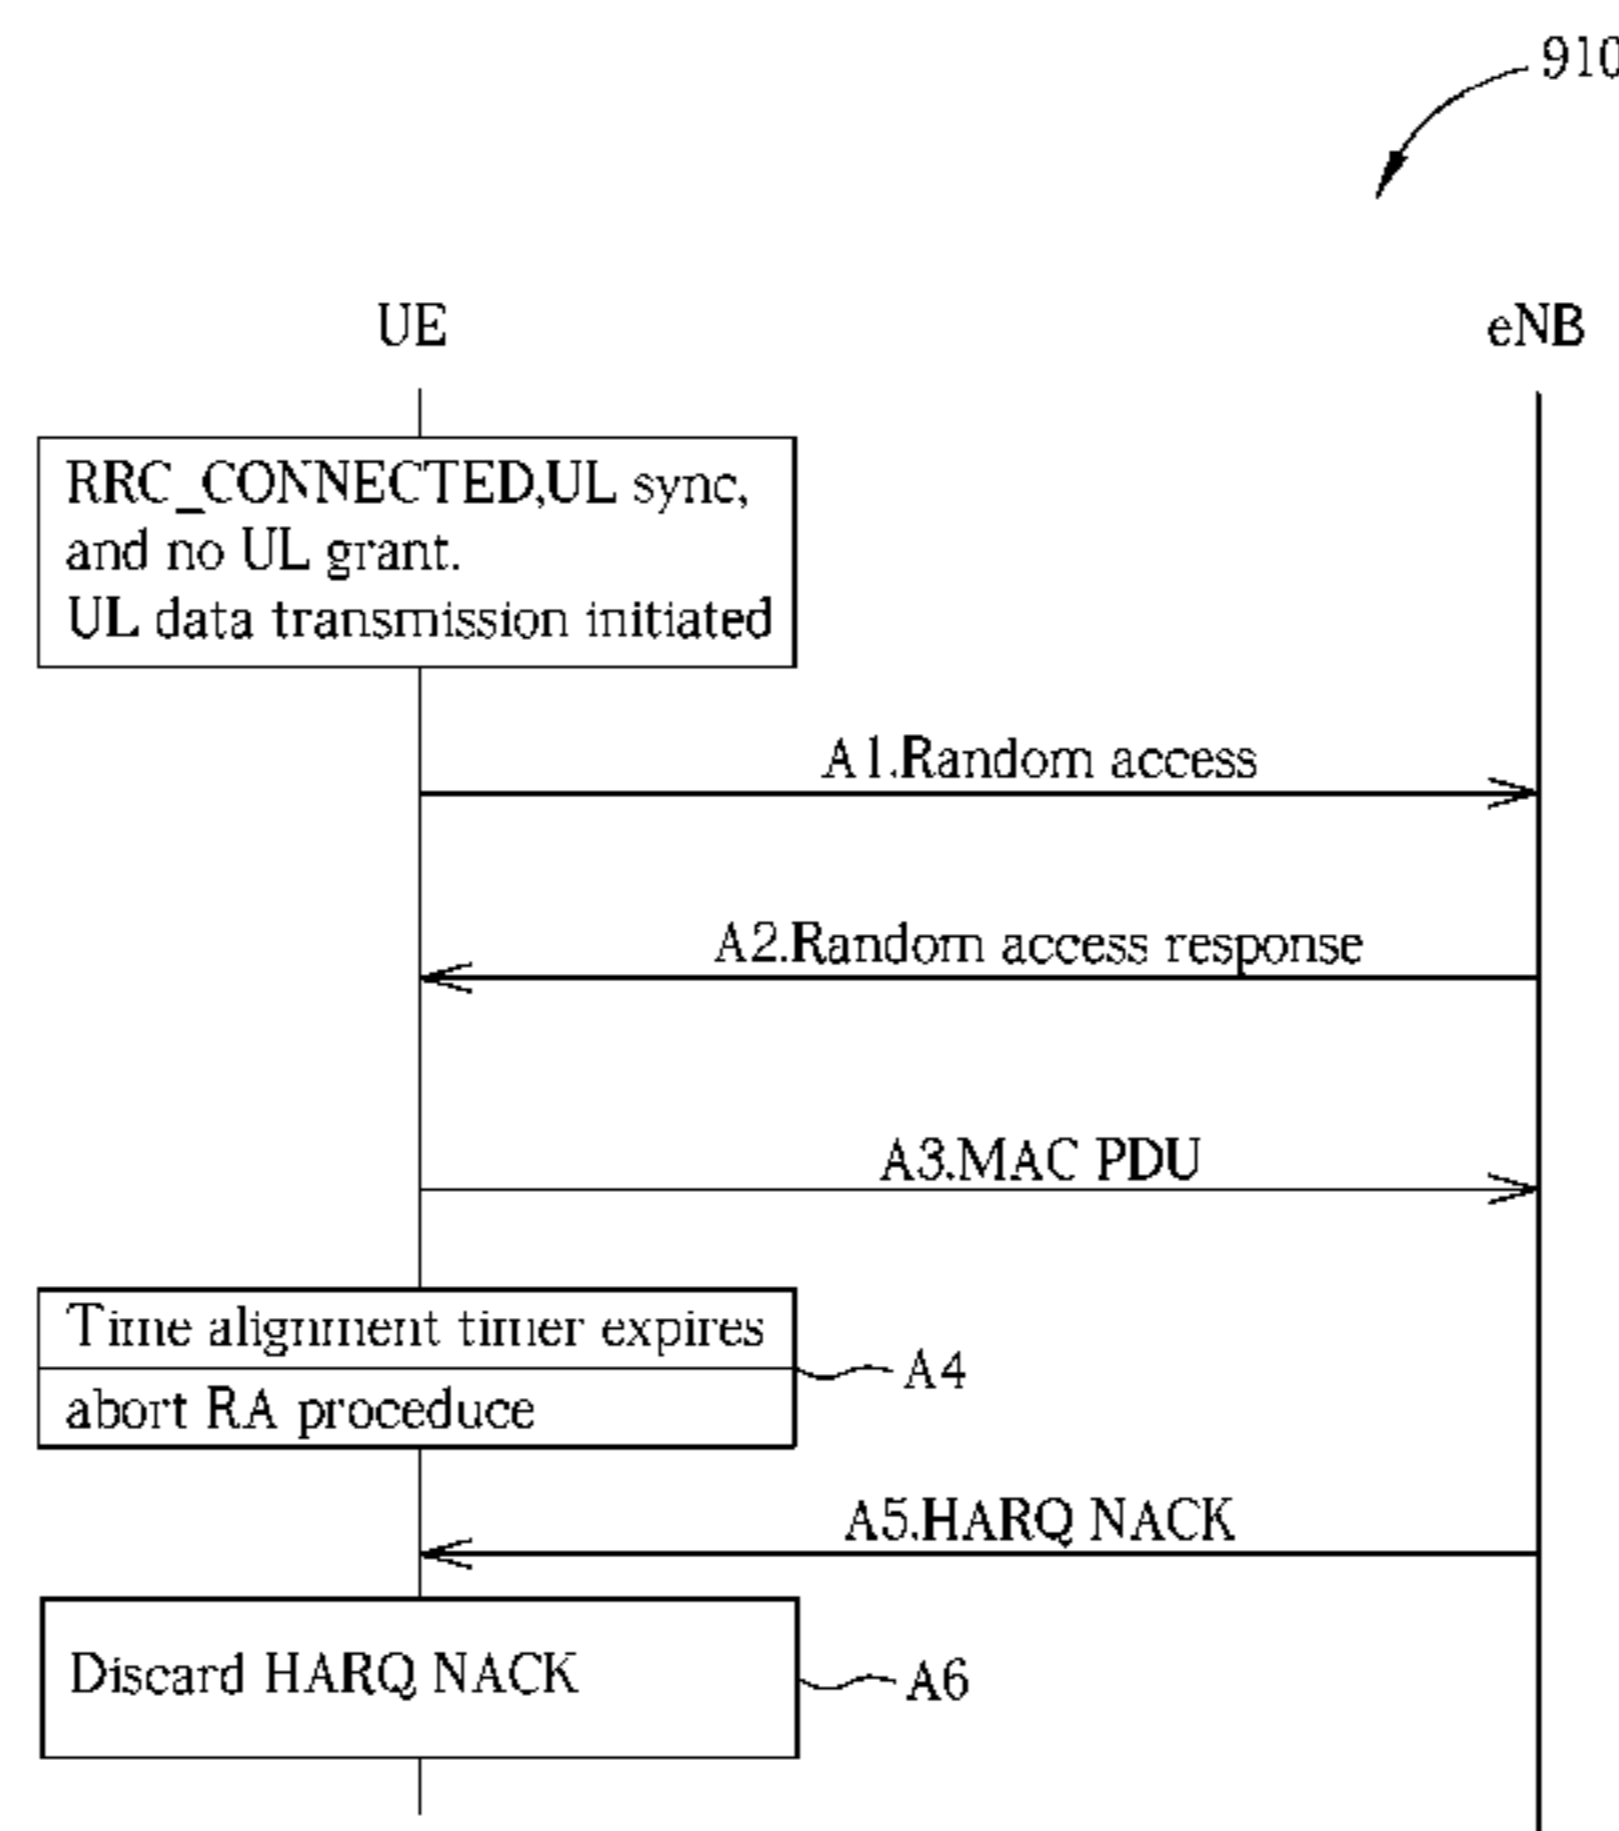 910
UE
eNB
RRC_CONNECTED,UL sync,
and no UL grant.
UL data transmission initiated
A1.Random access
A2.Random access response
A3.MAC PDU
Time alignment timer expires
A4
abort RA proceduce
A5.HARQ NACK
Discard HARQ NACK
A6